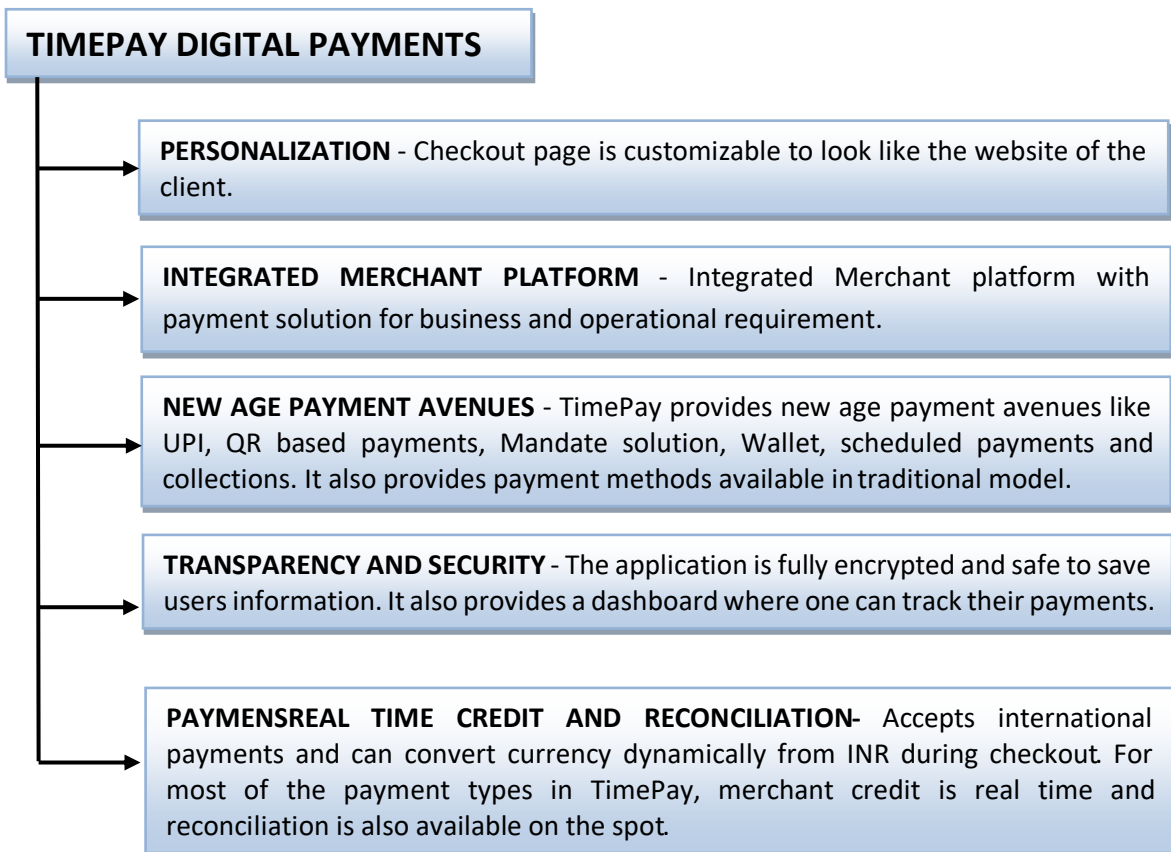 TIMEPAY DIGITAL PAYMENTS
PERSONALIZATION - Checkout page is customizable to look like the website of the
client.
INTEGRATED MERCHANT PLATFORM - Integrated Merchant platform with
payment solution for business and operational requirement.
NEW AGE PAYMENT AVENUES - TimePay provides new age payment avenues like
UPI, QR based payments, Mandate solution, Wallet, scheduled payments and
collections. It also provides payment methods available in traditional model.
TRANSPARENCY AND SECURITY - The application is fully encrypted and safe to save
users information. It also provides a dashboard where one can track their payments.
PAYMENSREAL TIME CREDIT AND RECONCILIATION- Accepts international
payments and can convert currency dynamically from INR during checkout. For
most of the payment types in TimePay, merchant credit is real time and
reconciliation is also available on the spot.